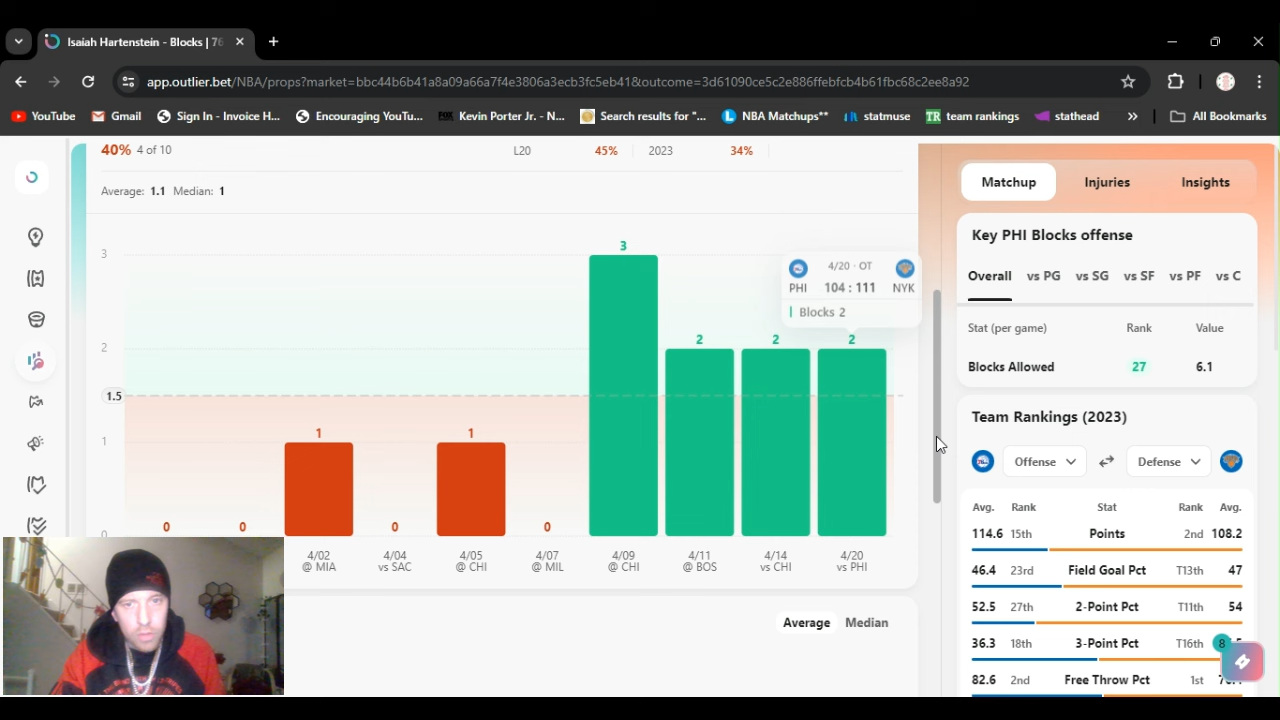 Isaiah Hartenstein - Blocks | 76
app.outlier.bet/NBA/props?market=bbc44b6b41a8a09a66a7f4e3806a3ecb3fc5eb41&outcome=3d61090ce5c2e886ffebfcb4b61fbc68c2ee8a92
YouTube Gmail Sign In - Invoice H... Encouraging YouTu... Kevin Porter Jr. - N... Search results for "... NBA Matchups** statmuse TR team rankings stathead » All Bookmarks
40% 4 of 10 L20 45% 2023 34%
Average: 1.1 Median: 1
3
2
1.5
1
0
0
0
1
0
1
0
3
2
2
2
4/20 · OT
PHI 104 : 111 NYK
Blocks 2
4/02 4/04 4/05 4/07 4/09 4/11 4/14 4/20
@ MIA vs SAC @ CHI @ MIL @ CHI @ BOS vs CHI vs PHI
Average Median
Matchup Injuries Insights
Key PHI Blocks offense
Overall vs PG vs SG vs SF vs PF vs C
Stat (per game) Rank Value
Blocks Allowed 27 6.1
Team Rankings (2023)
Offense Defense
Avg. Rank Stat Rank Avg.
114.6 15th Points 2nd 108.2
46.4 23rd Field Goal Pct T13th 47
52.5 27th 2-Point Pct T11th 54
36.3 18th 3-Point Pct T16th
82.6 2nd Free Throw Pct 1st